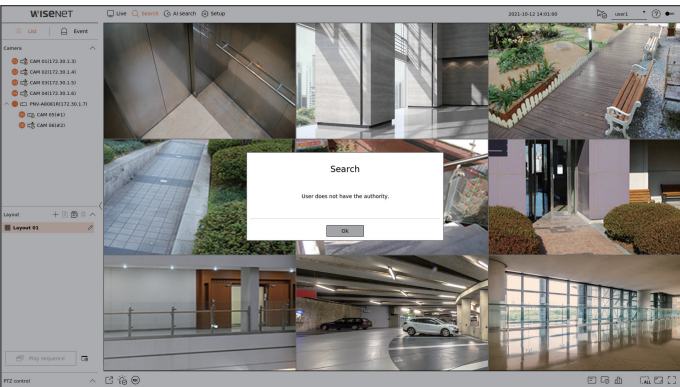 WISENET
Live
Search
AI search
Setup
2021-10-12 14:01:00
user1
List
Event
Camera
CAM 01(172.30.1.3)
CAM 02(172.30.1.4)
CAM 03(172.30.1.5)
CAM 04(172.30.1.6)
PNV-A8081R(172.30.1.7)
CAM 05(#1)
CAM 06(#2)
Search
User does not have the authority.
Ok
Layout
Layout 01
Play sequence
PTZ control
ALL